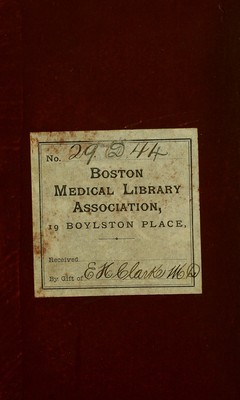 No. 29. D 44
BOSTON
MEDICAL LIBRARY
ASSOCIATION,
19 BOYLSTON PLACE.
Received
By Gift of E H Clarke M D